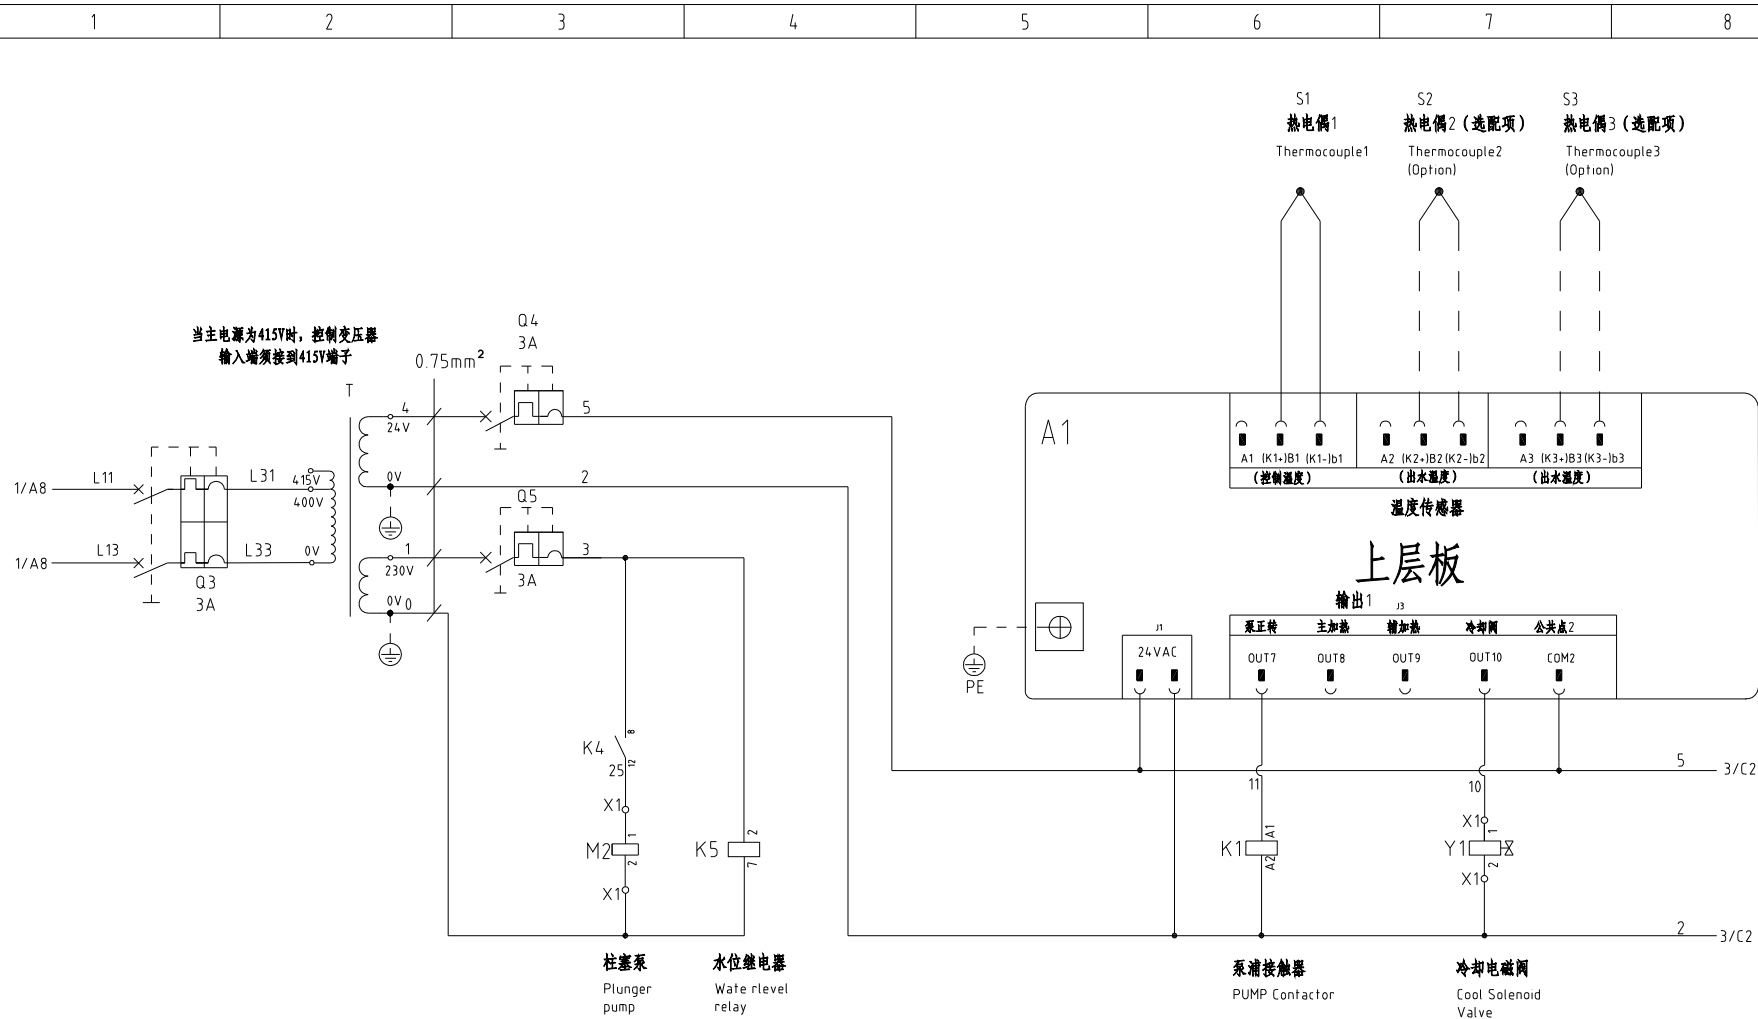 1 2 3 4 5 6 7 8
S1 S2 S3
热电偶1 热电偶2（选配项） 热电偶3（选配项）
Thermocouple1 Thermocouple2 Thermocouple3
(Option) (Option)
当主电源为415V时，控制变压器
输入端须接到415V端子
T
0.75mm²
Q4
3A
4
24V
5
0V
2
1/A8 L11 L31 415V
400V
1/A8 L13 L33 0V
Q3
3A
Q5
3A
1
230V
3
0V 0
A1
A1 (K1+)B1 (K1-)b1 A2 (K2+)B2 (K2-)b2 A3 (K3+)B3 (K3-)b3
(控制温度) (出水温度) (出水温度)
温度传感器
上层板
输出1 J3
泵正转 主加热 辅加热 冷却阀 公共点2
OUT7 OUT8 OUT9 OUT10 COM2
J1
24VAC
PE
K4
8
12
25
X1
M2
1
2
X1
K5
2
7
5 3/C2
11
10
K1
A1
A2
X1
Y1
1
2
X1
2 3/C2
柱塞泵
Plunger
pump
水位继电器
Wate rlevel
relay
泵浦接触器
PUMP Contactor
冷却电磁阀
Cool Solenoid
Valve